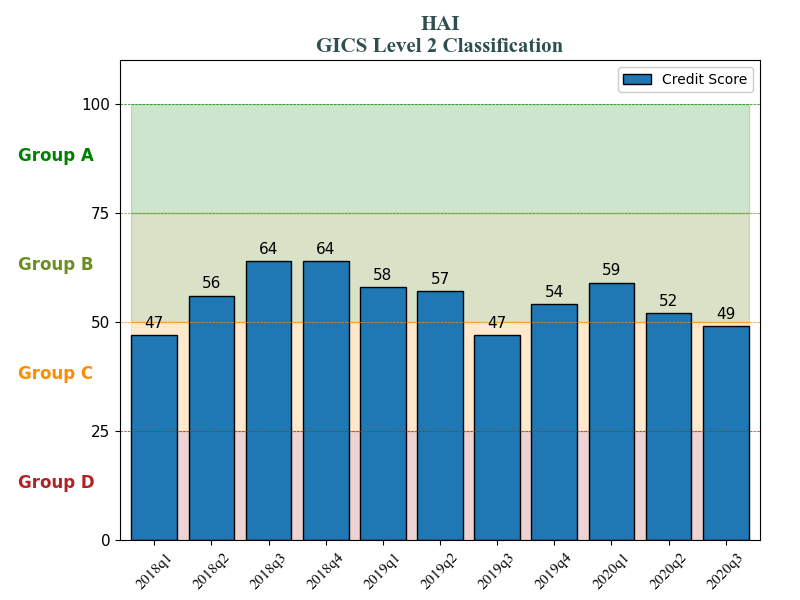 HAI
GICS Level 2 Classification
Credit Score
100
Group A
75
Group B
64
64
56
58
57
59
54
52
50
47
47
49
Group C
25
Group D
0
2018q1
2018q2
2018q3
2018q4
2019q1
2019q2
2019q3
2019q4
2020q1
2020q2
2020q3